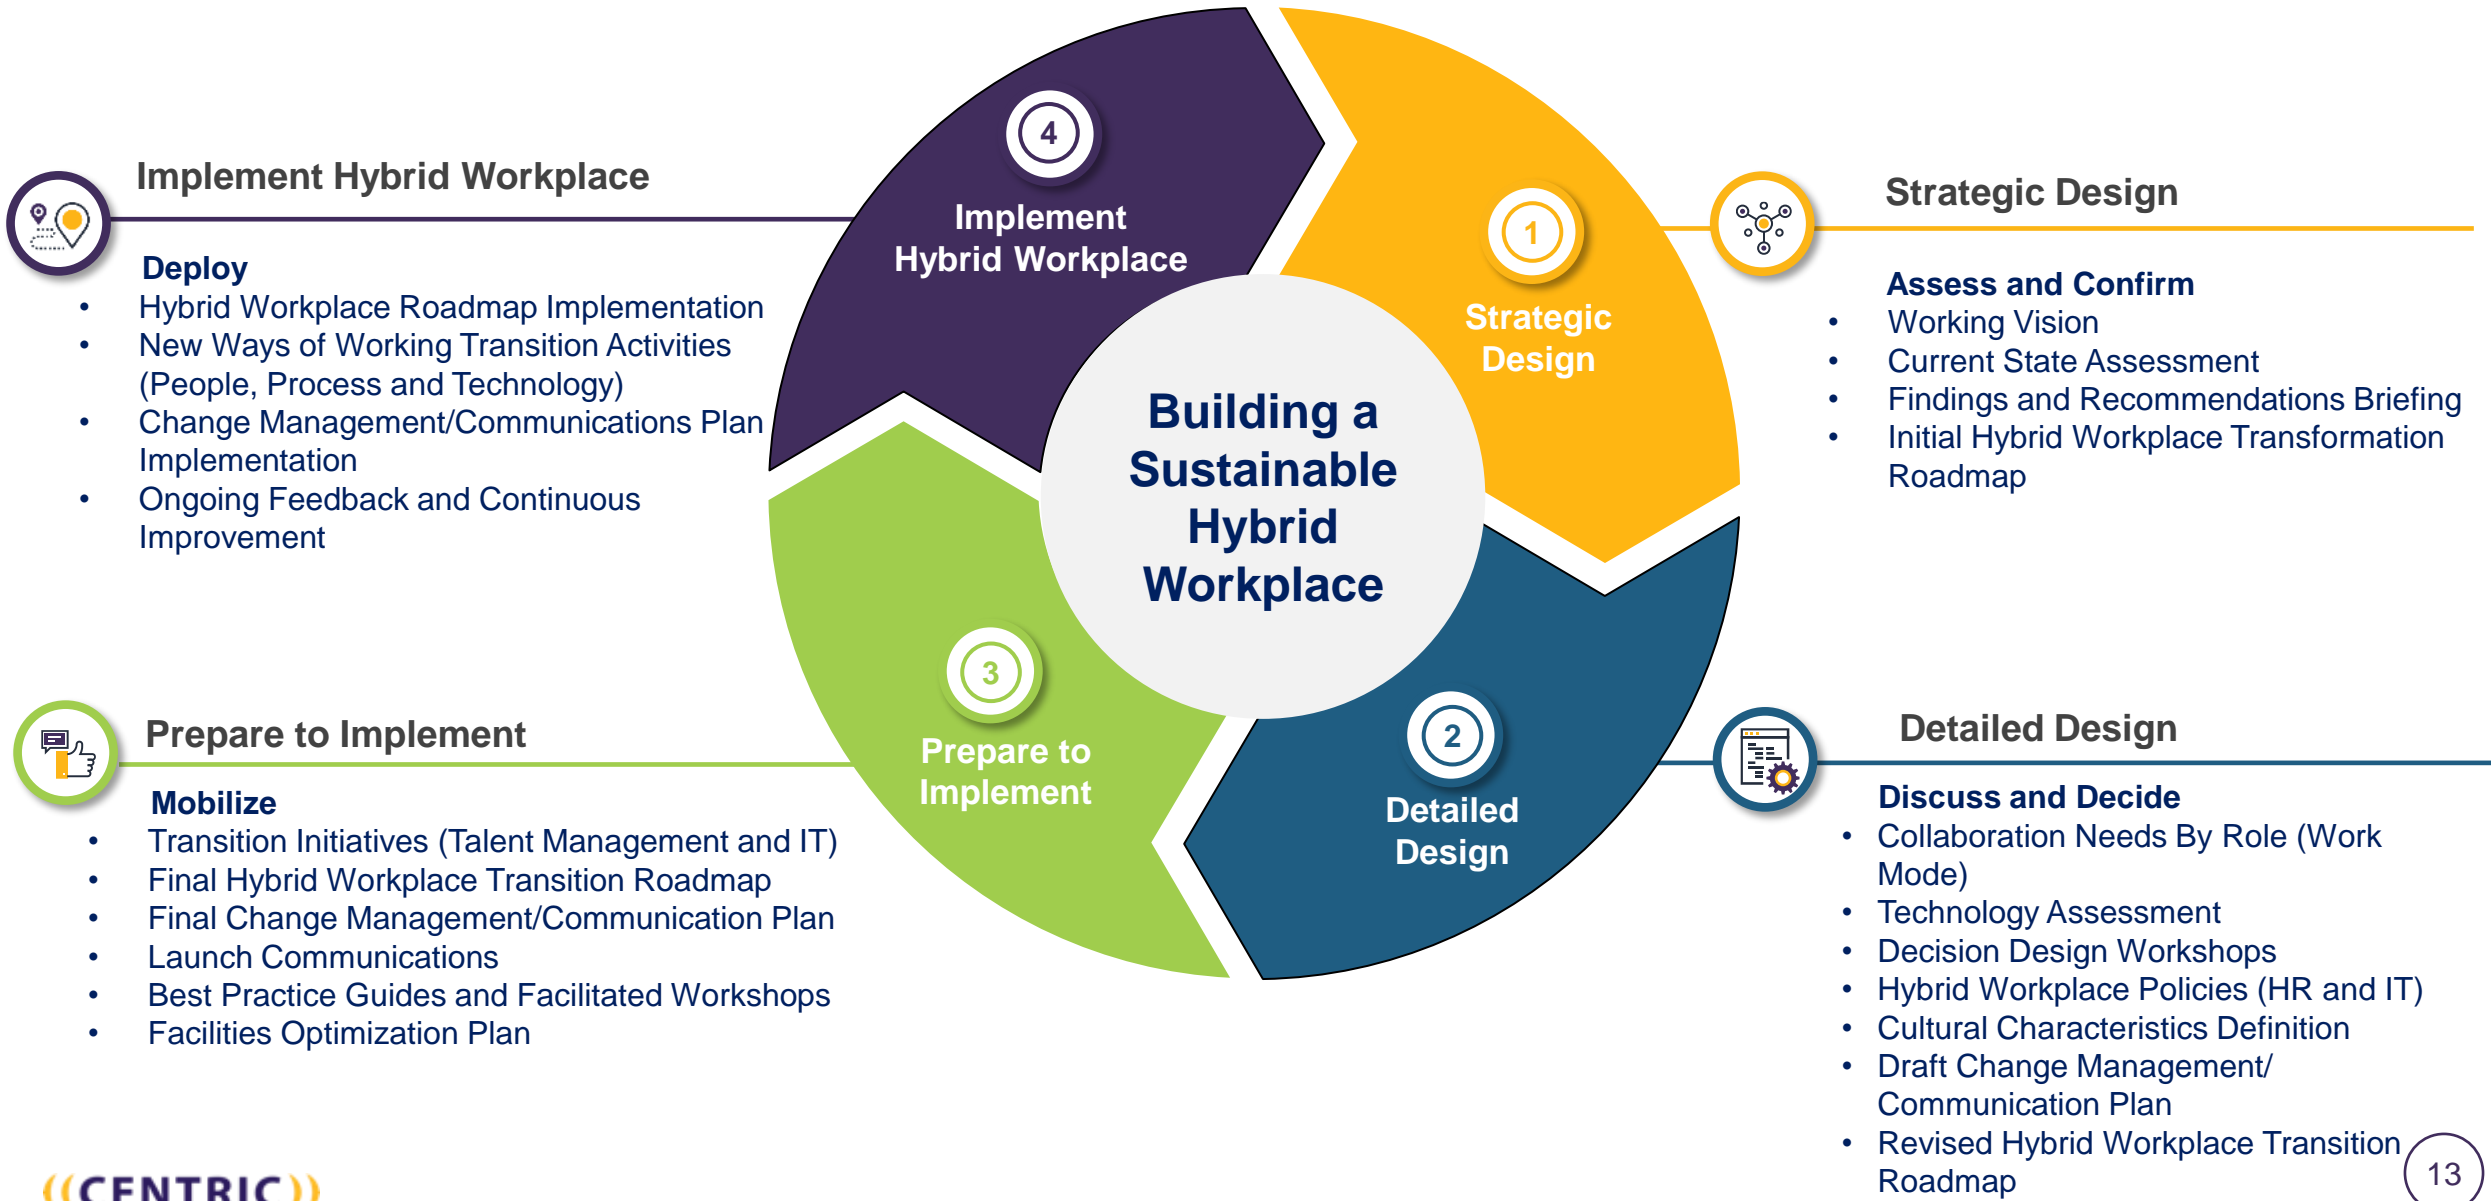 4
Implement
Hybrid Workplace
1
Strategic
Design
Building a
Sustainable
Hybrid
Workplace
3
Prepare to
Implement
2
Detailed
Design
Implement Hybrid Workplace
Deploy
• Hybrid Workplace Roadmap Implementation
• New Ways of Working Transition Activities
(People, Process and Technology)
• Change Management/Communications Plan
Implementation
• Ongoing Feedback and Continuous
Improvement
Strategic Design
Assess and Confirm
• Working Vision
• Current State Assessment
• Findings and Recommendations Briefing
• Initial Hybrid Workplace Transformation
Roadmap
Prepare to Implement
Mobilize
• Transition Initiatives (Talent Management and IT)
• Final Hybrid Workplace Transition Roadmap
• Final Change Management/Communication Plan
• Launch Communications
• Best Practice Guides and Facilitated Workshops
• Facilities Optimization Plan
Detailed Design
Discuss and Decide
• Collaboration Needs By Role (Work
Mode)
• Technology Assessment
• Decision Design Workshops
• Hybrid Workplace Policies (HR and IT)
• Cultural Characteristics Definition
• Draft Change Management/
Communication Plan
• Revised Hybrid Workplace Transition
Roadmap
((CENTRIC))
13